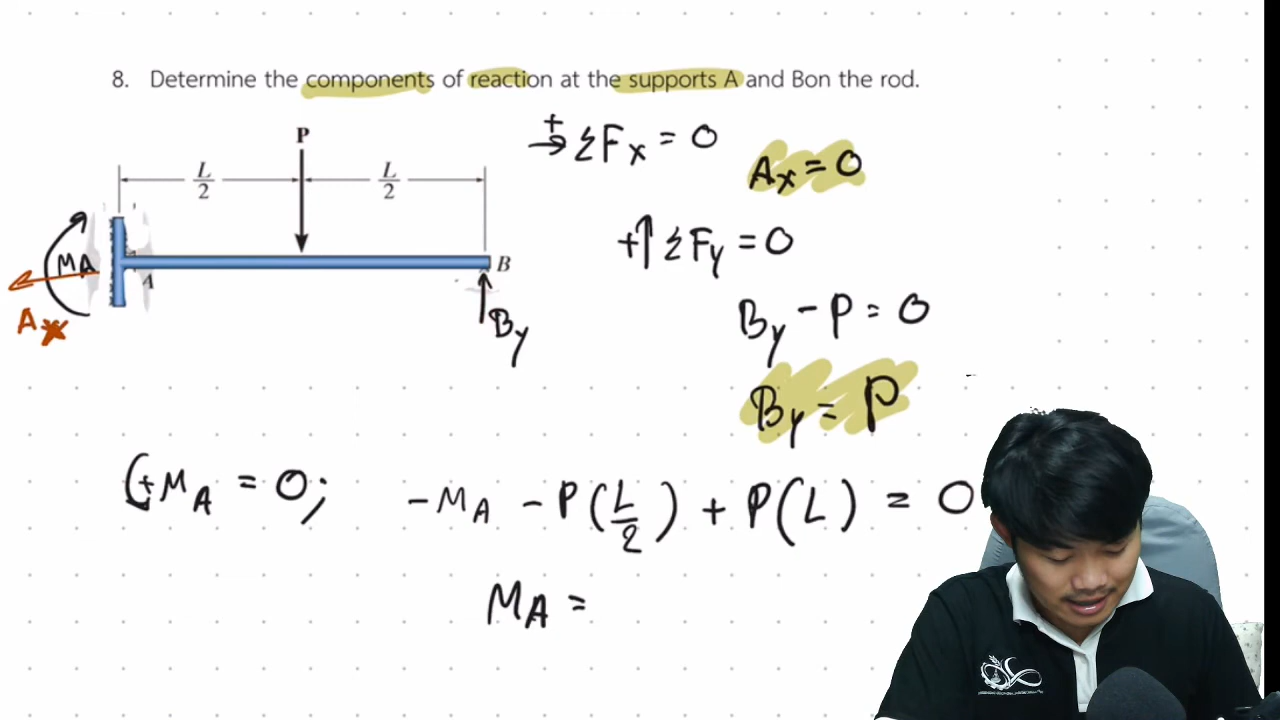 8. Determine the components of reaction at the supports A and Bon the rod.
P
L/2 L/2
MA
A
B
Ax
By
+→ ΣFx = 0
Ax = 0
+↑ ΣFy = 0
By - P = 0
By = P
(+MA = 0; -MA - P(L/2) + P(L) = 0
MA =